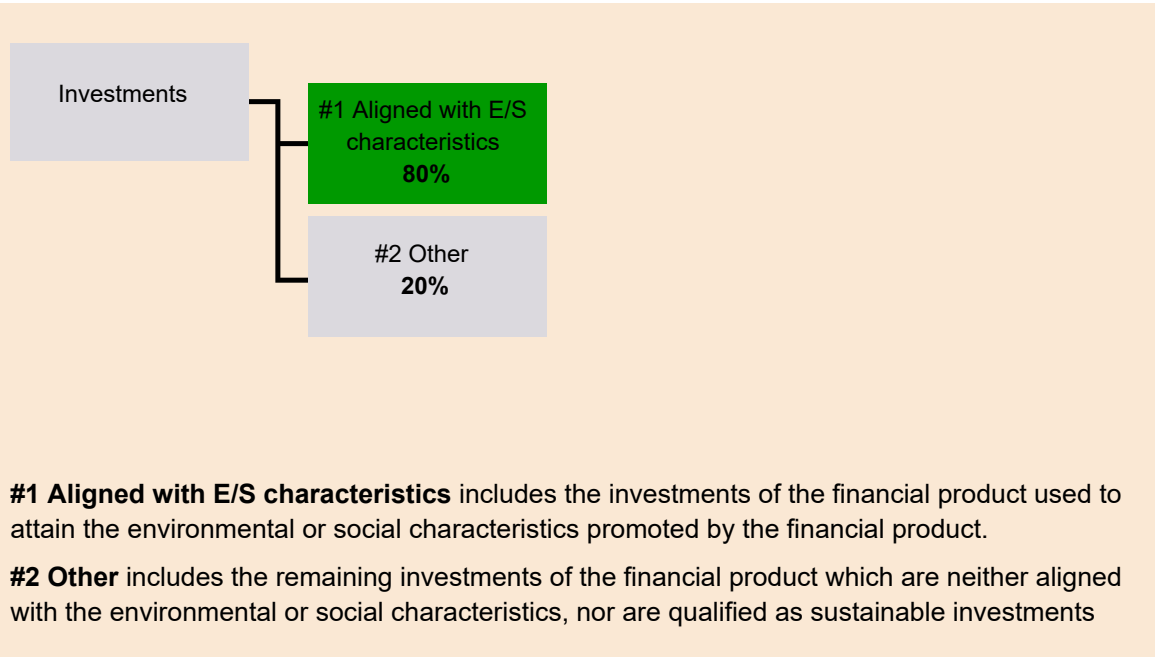 Investments
#1 Aligned with E/S
characteristics
80%
#2 Other
20%
#1 Aligned with E/S characteristics includes the investments of the financial product used to
attain the environmental or social characteristics promoted by the financial product.
#2 Other includes the remaining investments of the financial product which are neither aligned
with the environmental or social characteristics, nor are qualified as sustainable investments